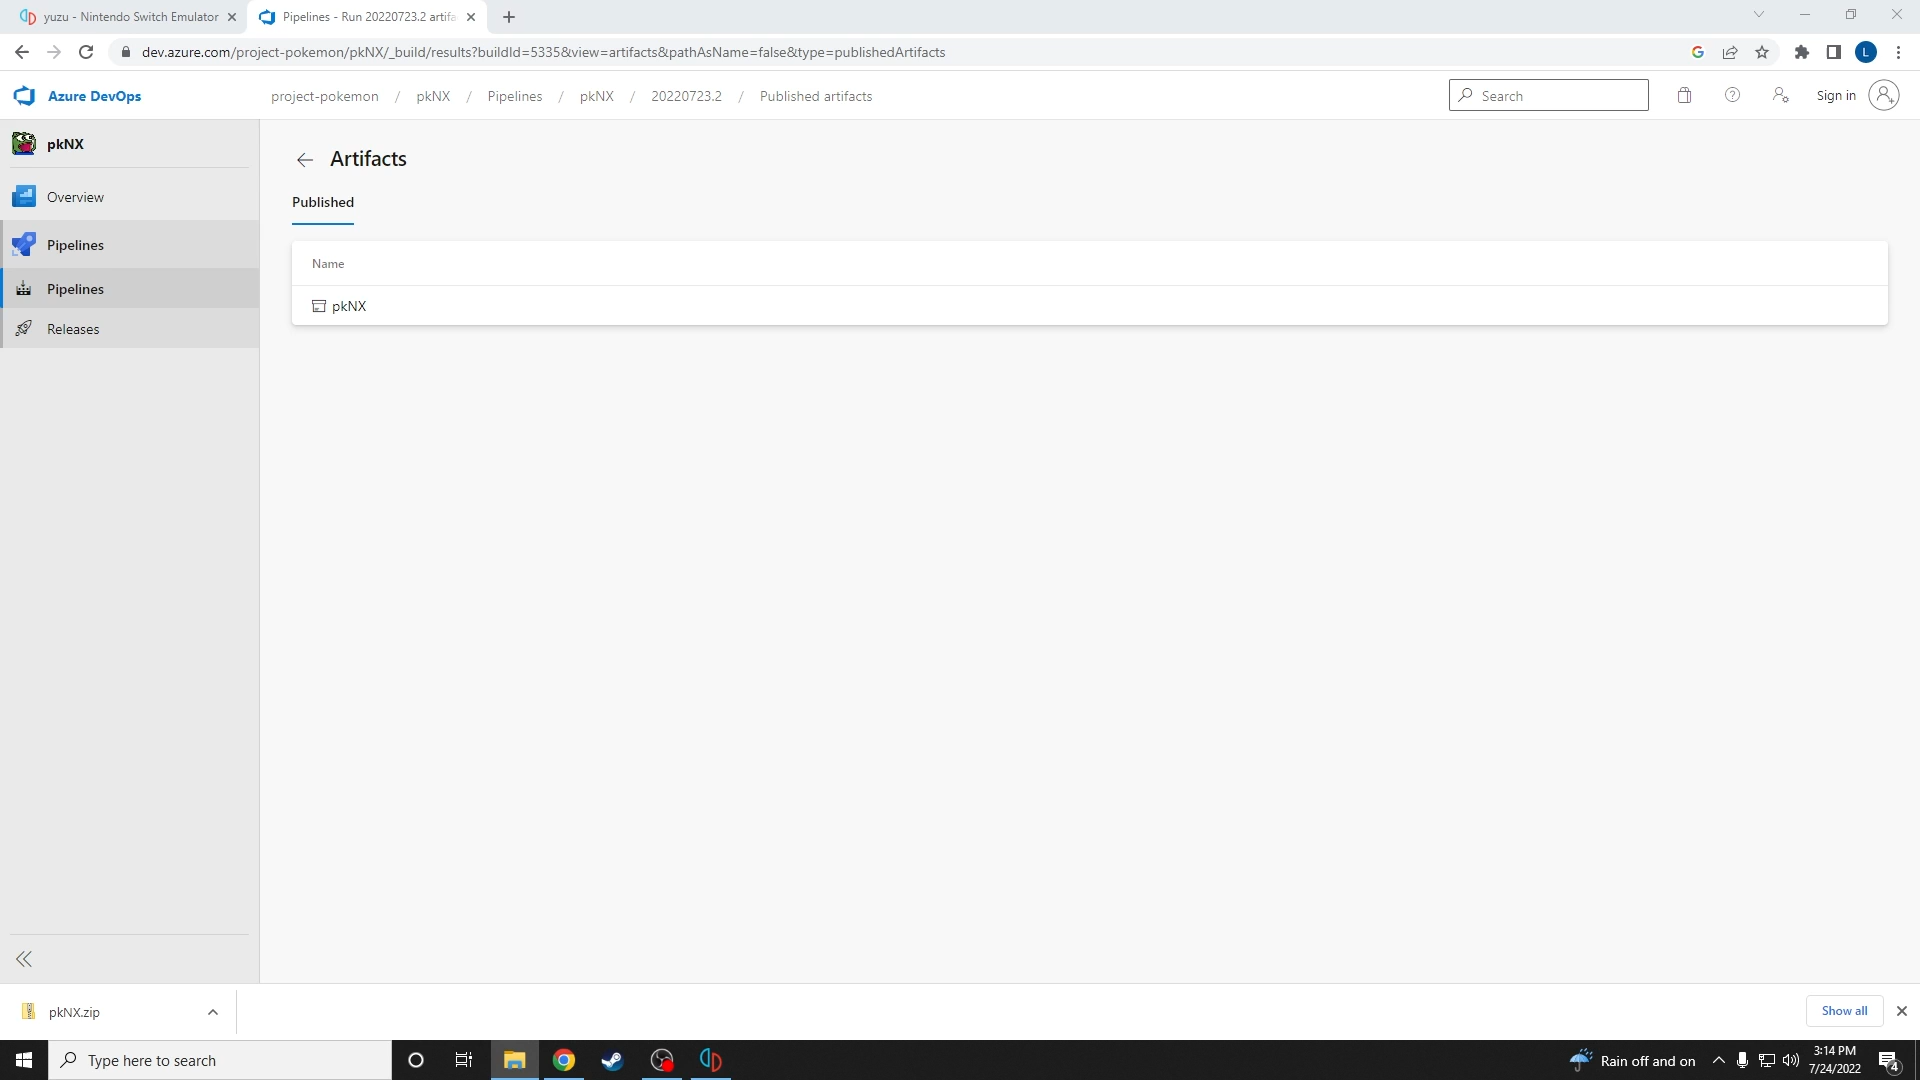 yuzu - Nintendo Switch Emulator
Pipelines - Run 20220723.2 artifa
dev.azure.com/project-pokemon/pkNX/_build/results?buildId=5335&view=artifacts&pathAsName=false&type=publishedArtifacts
L
Azure DevOps
project-pokemon / pkNX / Pipelines / pkNX / 20220723.2 / Published artifacts
Search
Sign in
pkNX
Overview
Pipelines
Pipelines
Releases
Artifacts
Published
Name
pkNX
pkNX.zip
Show all
Type here to search
Rain off and on
3:14 PM
7/24/2022
4